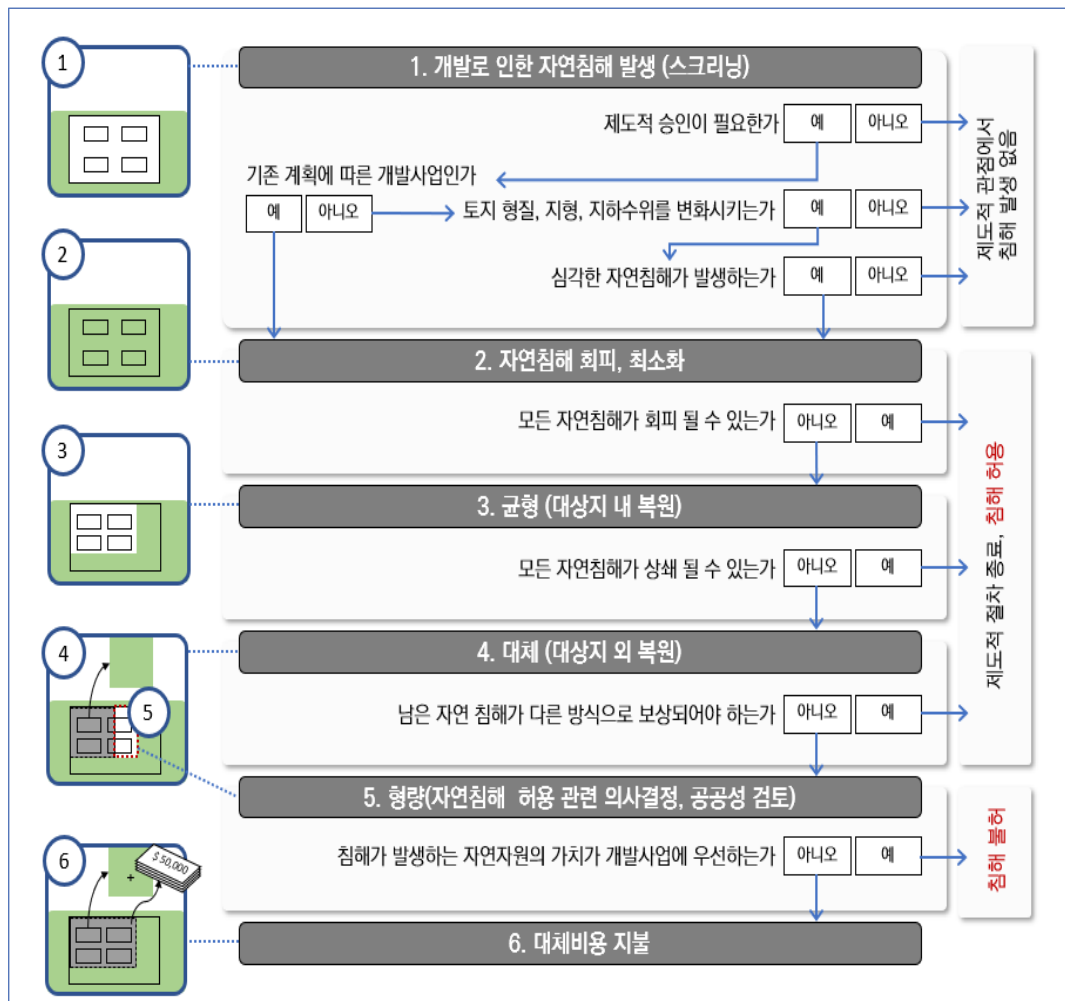 1
1. 개발로 인한 자연침해 발생 (스크리닝)
제도적 승인이 필요한가 예 아니오
기존 계획에 따른 개발사업인가
예 아니오 토지 형질, 지형, 지하수위를 변화시키는가 예 아니오
심각한 자연침해가 발생하는가 예 아니오
제도적 관점에서
침해 발생 없음
2
2. 자연침해 회피, 최소화
모든 자연침해가 회피 될 수 있는가 아니오 예
3
3. 균형 (대상지 내 복원)
모든 자연침해가 상쇄 될 수 있는가 아니오 예
제도적 절차 종료, 침해 허용
4
5
4. 대체 (대상지 외 복원)
남은 자연 침해가 다른 방식으로 보상되어야 하는가 아니오 예
5. 형량(자연침해 허용 관련 의사결정, 공공성 검토)
침해가 발생하는 자연자원의 가치가 개발사업에 우선하는가 아니오 예
침해 불허
6
$ 50,000
+
6. 대체비용 지불